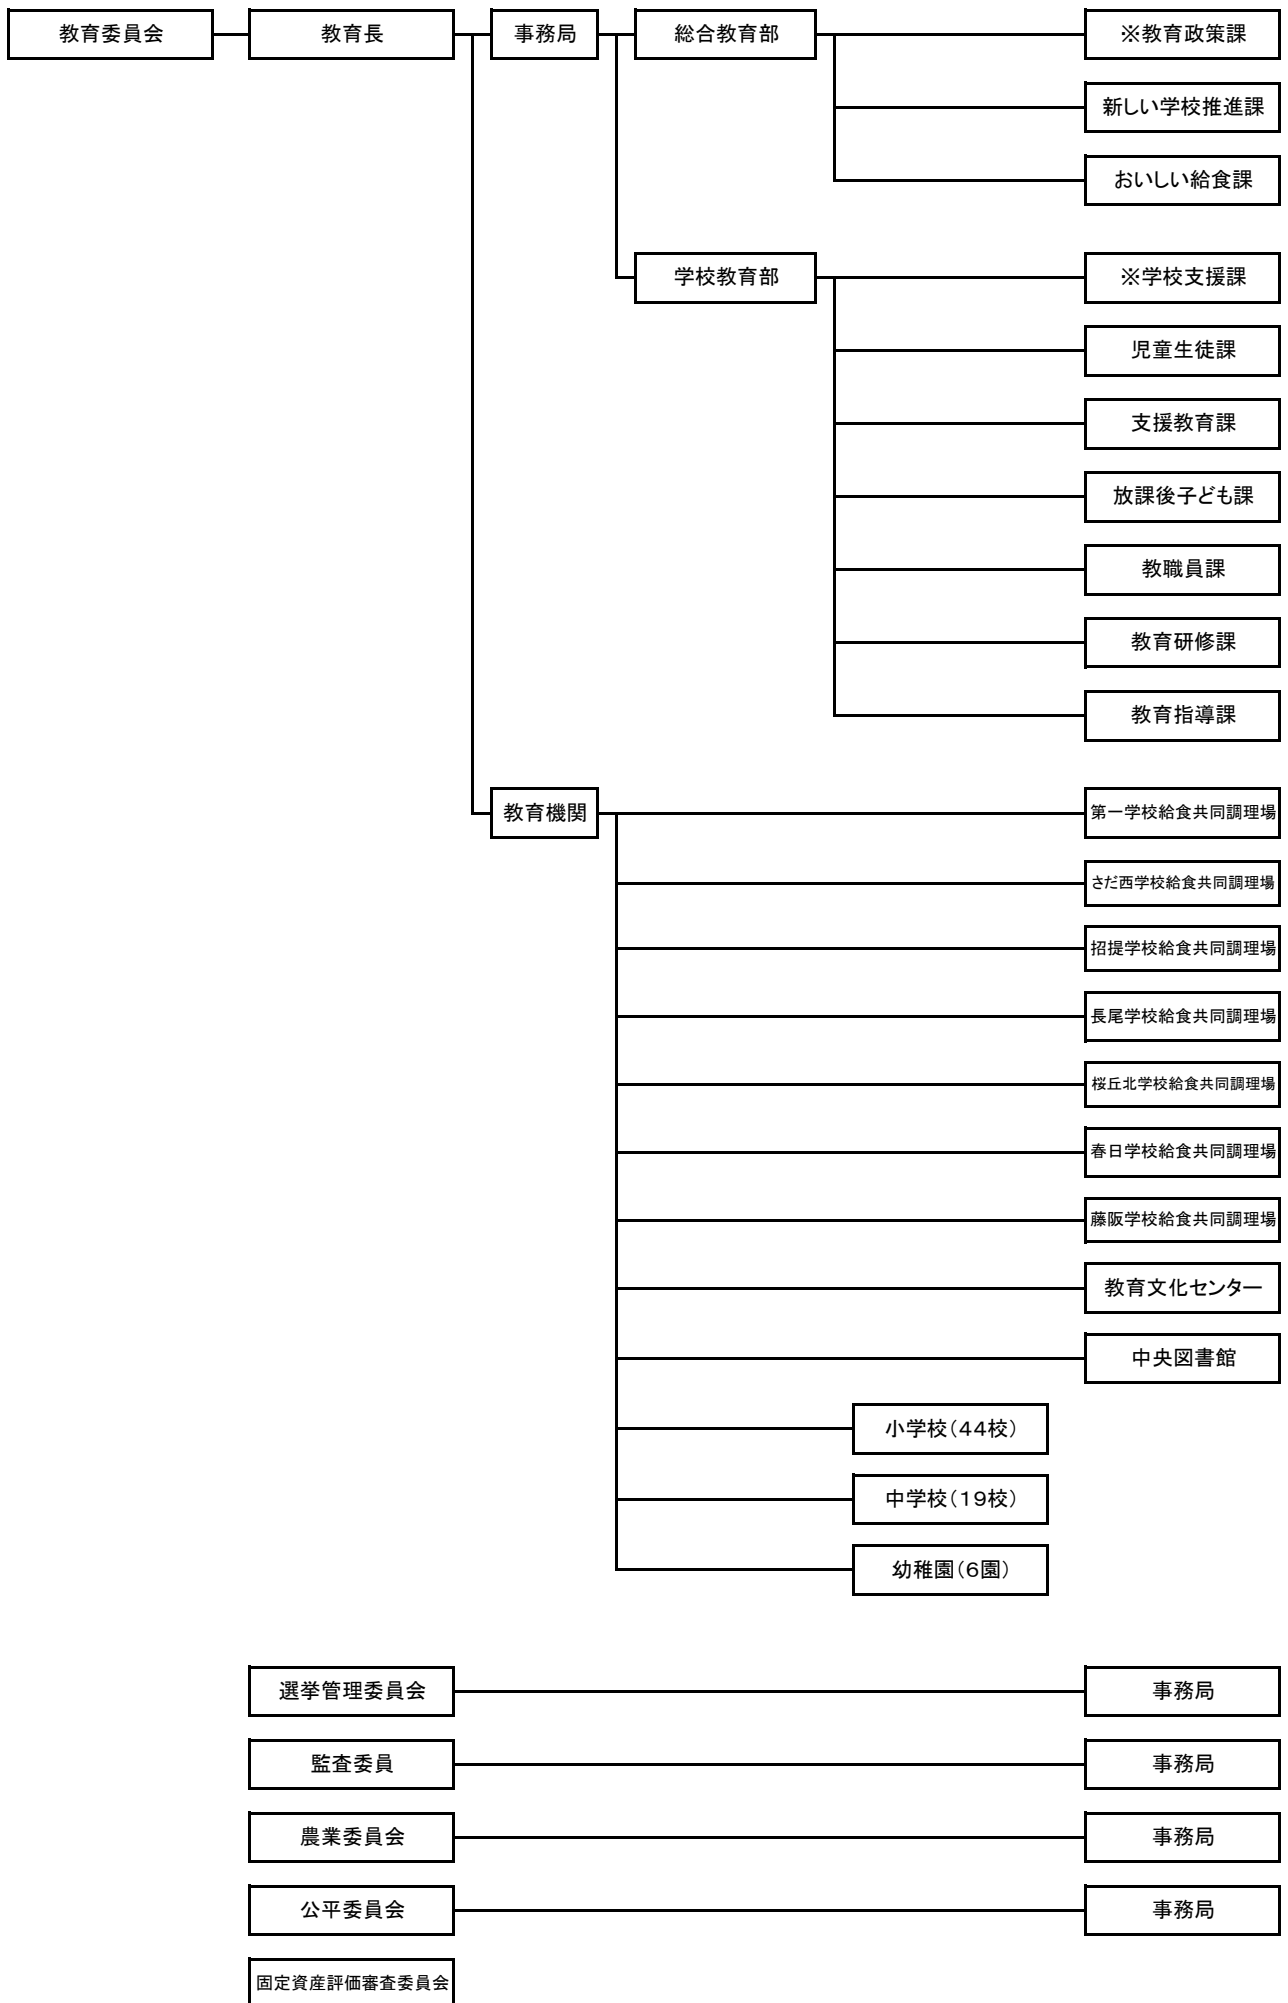 教育委員会
教育長
事務局
総合教育部
※教育政策課
新しい学校推進課
おいしい給食課
学校教育部
※学校支援課
児童生徒課
支援教育課
放課後子ども課
教職員課
教育研修課
教育指導課
教育機関
第一学校給食共同調理場
さだ西学校給食共同調理場
招提学校給食共同調理場
長尾学校給食共同調理場
桜丘北学校給食共同調理場
春日学校給食共同調理場
藤阪学校給食共同調理場
教育文化センター
中央図書館
小学校(44校)
中学校(19校)
幼稚園(6園)
選挙管理委員会
事務局
監査委員
事務局
農業委員会
事務局
公平委員会
事務局
固定資産評価審査委員会